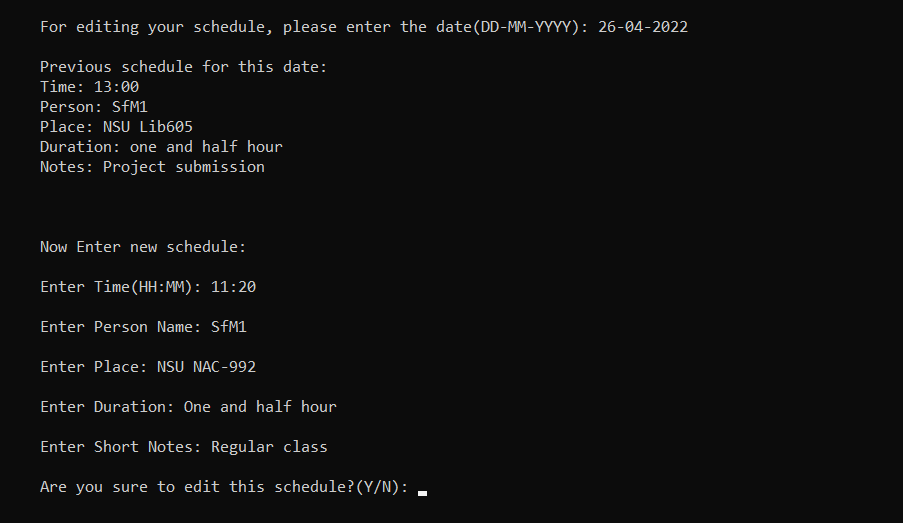 For editing your schedule, please enter the date(DD-MM-YYYY): 26-04-2022
Previous schedule for this date:
Time: 13:00
Person: SfM1
Place: NSU Lib605
Duration: one and half hour
Notes: Project submission
Now Enter new schedule:
Enter Time(HH:MM): 11:20
Enter Person Name: SfM1
Enter Place: NSU NAC-992
Enter Duration: One and half hour
Enter Short Notes: Regular class
Are you sure to edit this schedule?(Y/N):